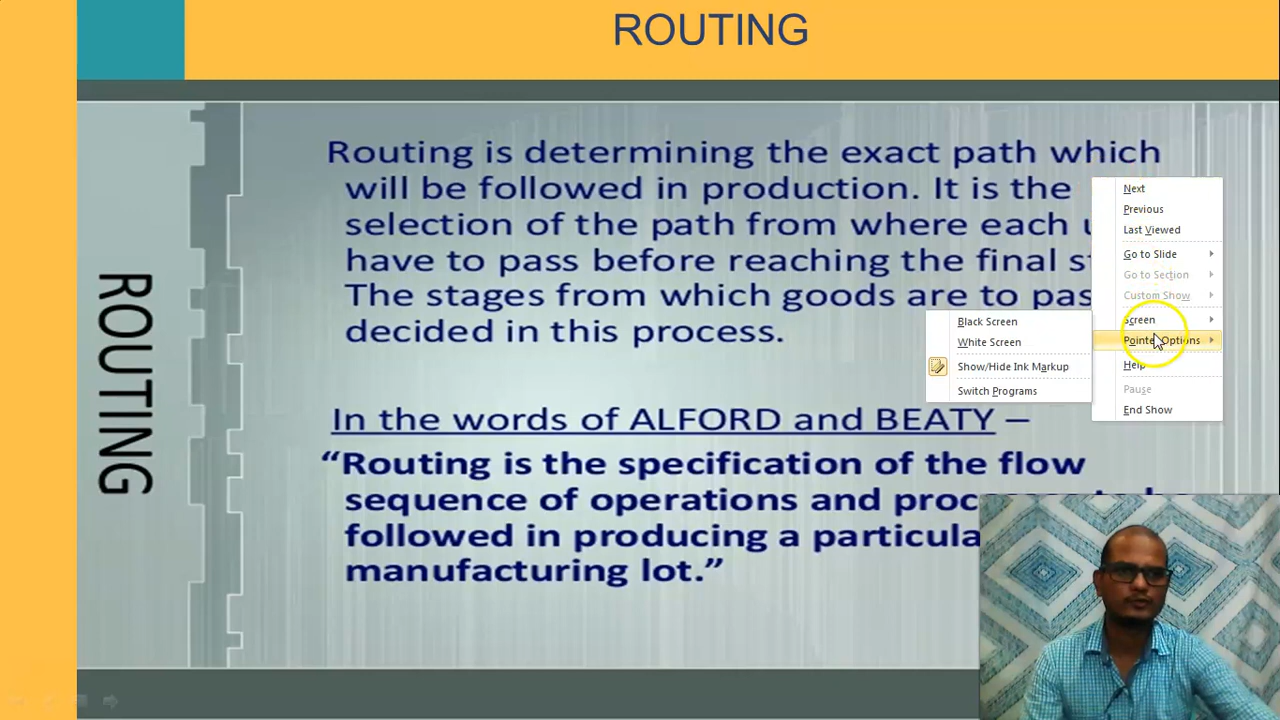 ROUTING
ROUTING
Routing is determining the exact path which
will be followed in production. It is the
selection of the path from where each
have to pass before reaching the final
The stages from which goods are to
decided in this process.
In the words of ALFORD and BEATY –
“Routing is the specification of the flow
sequence of operations and
followed in producing a
manufacturing lot.”
Next
Previous
Last Viewed
Go to Slide
Go to Section
Custom Show
Screen
Pointer Options
Help
Pause
End Show
Black Screen
White Screen
Show/Hide Ink Markup
Switch Programs